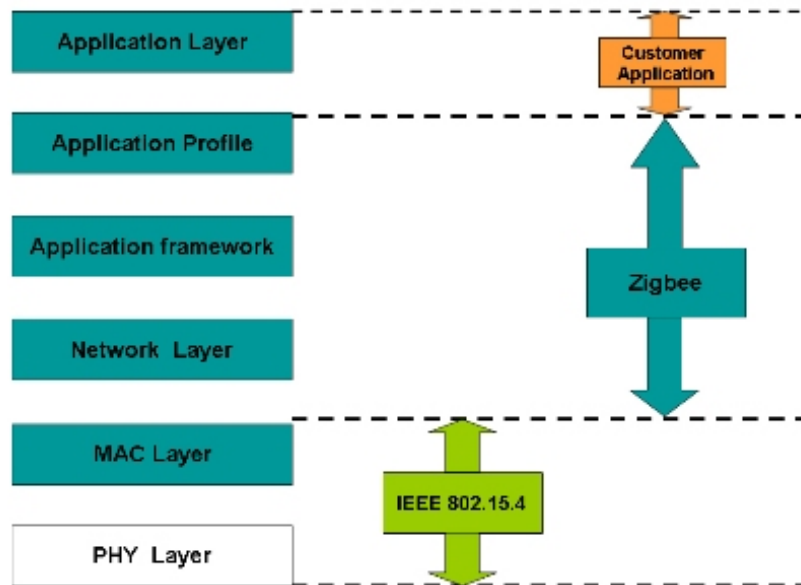 Application Layer
Customer
Application
Application Profile
Application framework
Zigbee
Network Layer
MAC Layer
IEEE 802.15.4
PHY Layer